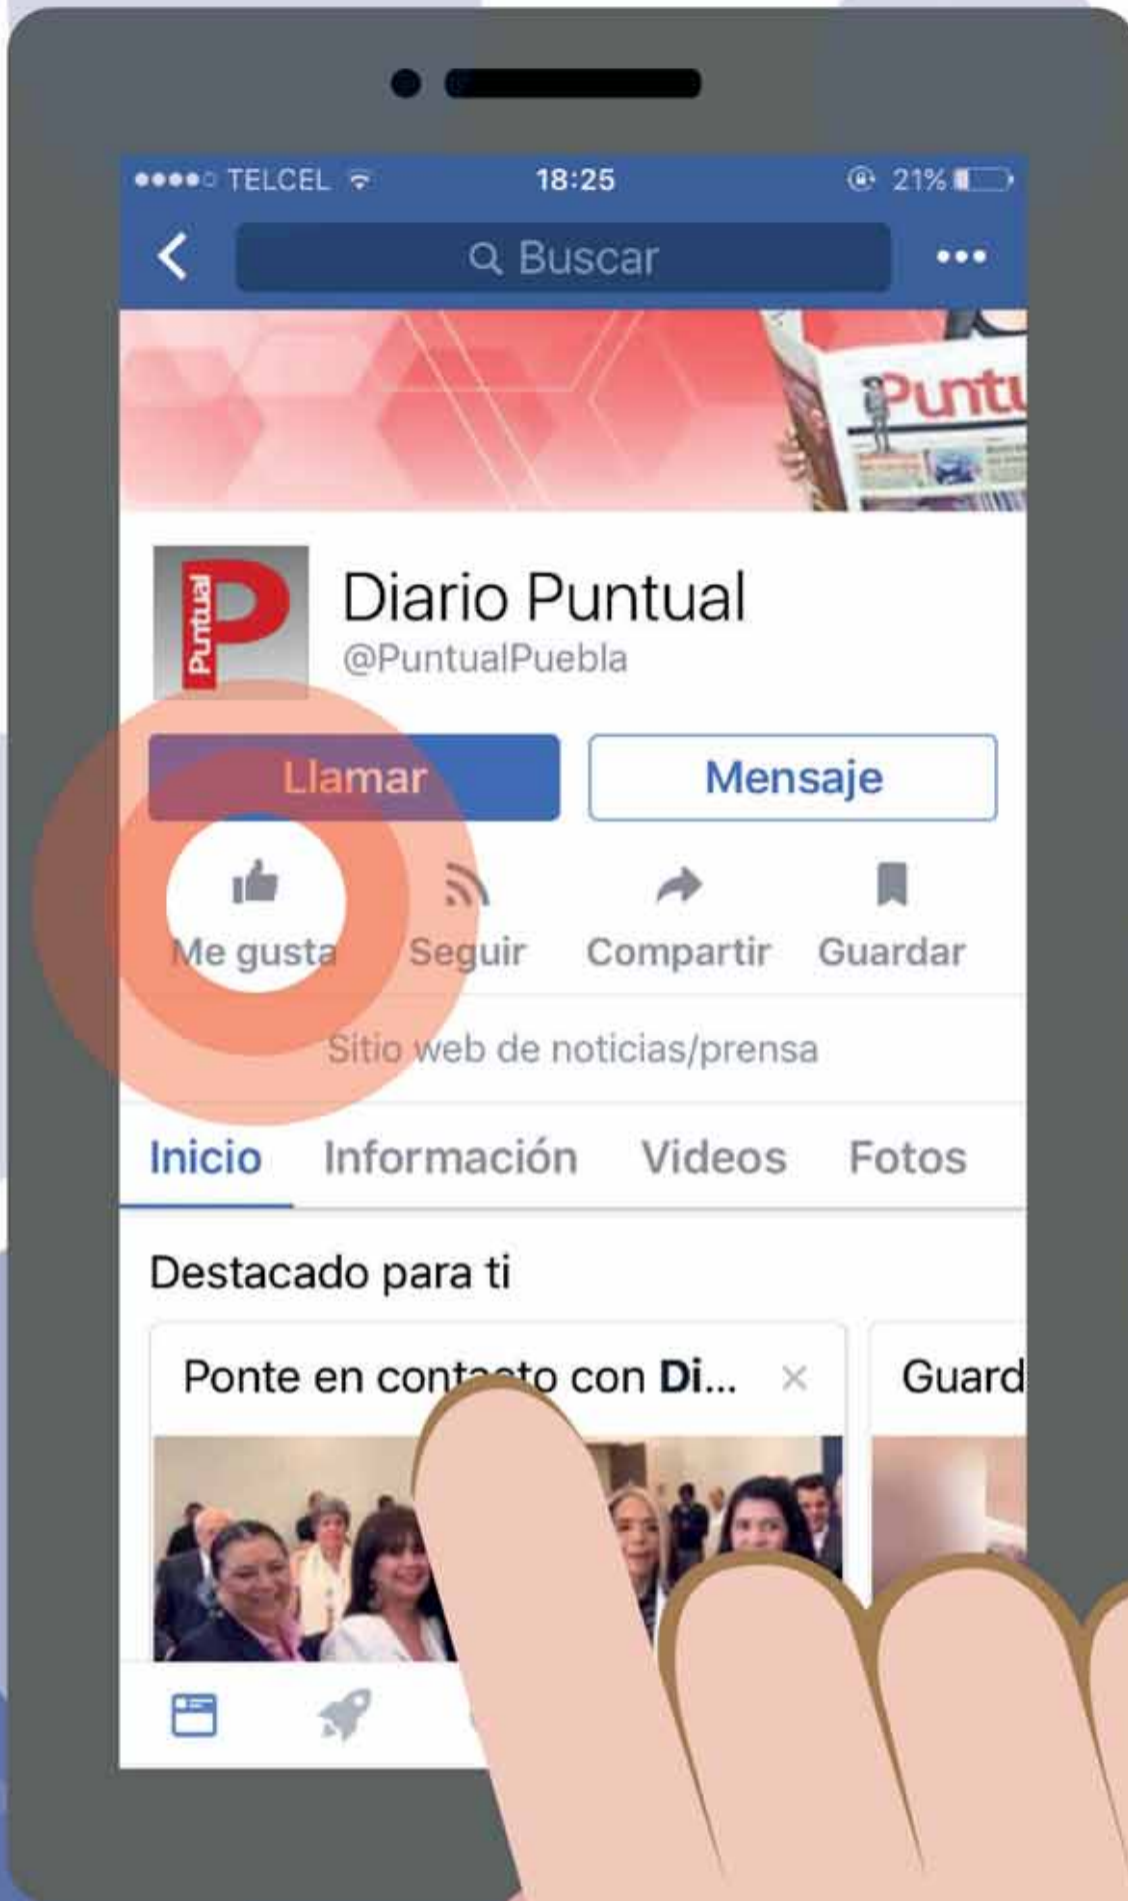 TELCEL 18:25 21%
Buscar
Puntu
Puntual
Diario Puntual
@PuntualPuebla
Llamar Mensaje
Me gusta Seguir Compartir Guardar
Sitio web de noticias/prensa
Inicio Información Videos Fotos
Destacado para ti
Ponte en contacto con Di... × Guard